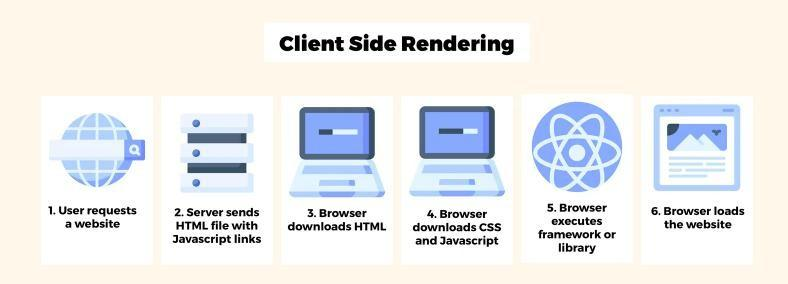 Client Side Rendering
1. User requests
a website
2. Server sends
HTML file with
Javascript links
3. Browser
downloads HTML
4. Browser
downloads CSS
and Javascript
5. Browser
executes
framework or
library
6. Browser loads
the website